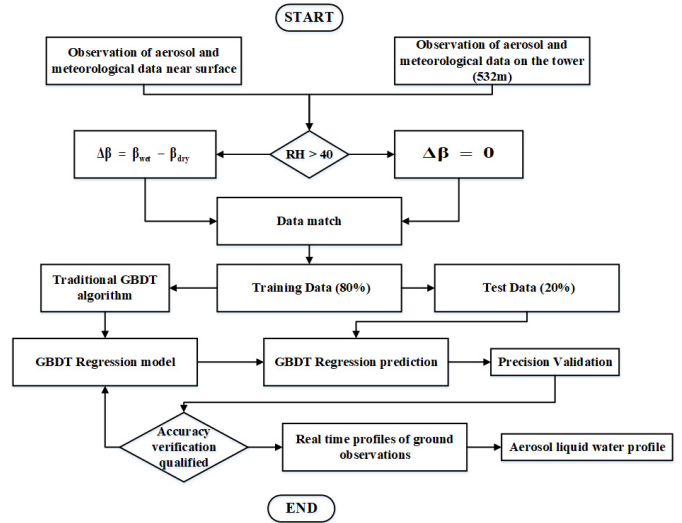 START
Observation of aerosol and
meteorological data near surface
Observation of aerosol and
meteorological data on the tower
(532m)
Δβ = βwet − βdry
RH > 40
Δβ = 0
Data match
Traditional GBDT
algorithm
Training Data (80%)
Test Data (20%)
GBDT Regression model
GBDT Regression prediction
Precision Validation
Accuracy
verification
qualified
Real time profiles of ground
observations
Aerosol liquid water profile
END